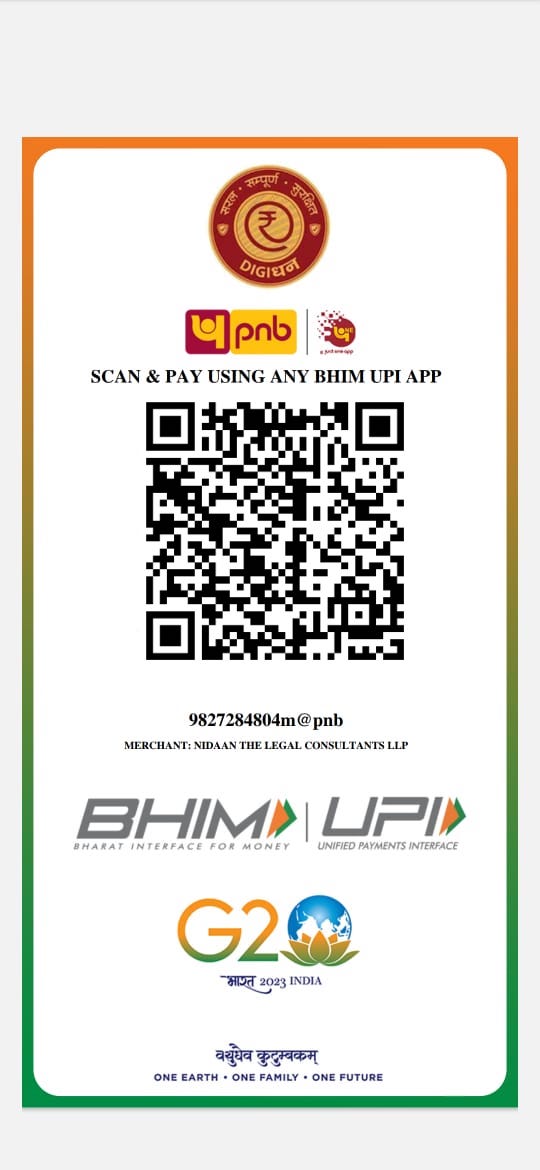 सरल • सम्पूर्ण • सुरक्षित
DIGIधन
pnb | ONE
SCAN & PAY USING ANY BHIM UPI APP
9827284804m@pnb
MERCHANT: NIDAAN THE LEGAL CONSULTANTS LLP
BHIM | UPI
BHARAT INTERFACE FOR MONEY UNIFIED PAYMENTS INTERFACE
G20
भारत 2023 INDIA
वसुधैव कुटुम्बकम्
ONE EARTH • ONE FAMILY • ONE FUTURE